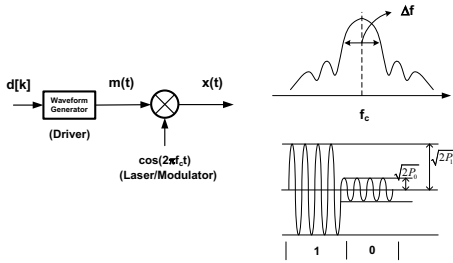 d[k]
Waveform
Generator
(Driver)
m(t)
x(t)
cos(2πf_ct)
(Laser/Modulator)
Δf
f_c
√2P₁
√2P₀
1
0